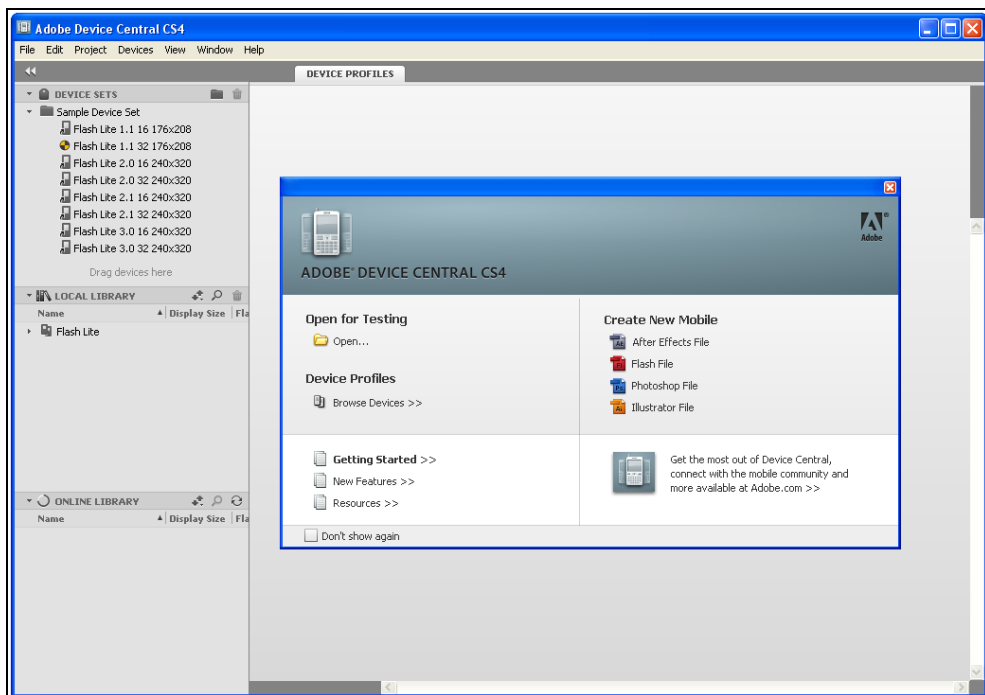 Adobe Device Central CS4
File Edit Project Devices View Window Help
DEVICE PROFILES
DEVICE SETS
Sample Device Set
Flash Lite 1.1 16 176x208
Flash Lite 1.1 32 176x208
Flash Lite 2.0 16 240x320
Flash Lite 2.0 32 240x320
Flash Lite 2.1 16 240x320
Flash Lite 2.1 32 240x320
Flash Lite 3.0 16 240x320
Flash Lite 3.0 32 240x320
Drag devices here
LOCAL LIBRARY
Name Display Size Fla
Flash Lite
ONLINE LIBRARY
Name Display Size Fla
Adobe
ADOBE® DEVICE CENTRAL CS4
Open for Testing
Open...
Device Profiles
Browse Devices >>
Create New Mobile
After Effects File
Flash File
Photoshop File
Illustrator File
Getting Started >>
New Features >>
Resources >>
Get the most out of Device Central,
connect with the mobile community and
more available at Adobe.com >>
Don't show again